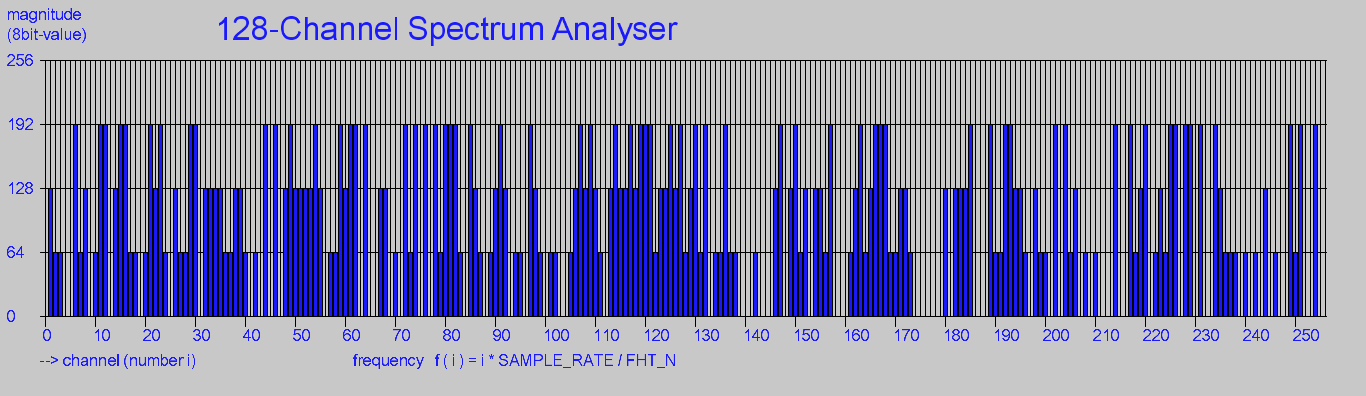 magnitude
(8bit-value)
128-Channel Spectrum Analyser
256
192
128
64
0
0 10 20 30 40 50 60 70 80 90 100 110 120 130 140 150 160 170 180 190 200 210 220 230 240 250
--> channel (number i)
frequency f ( i ) = i * SAMPLE_RATE / FHT_N